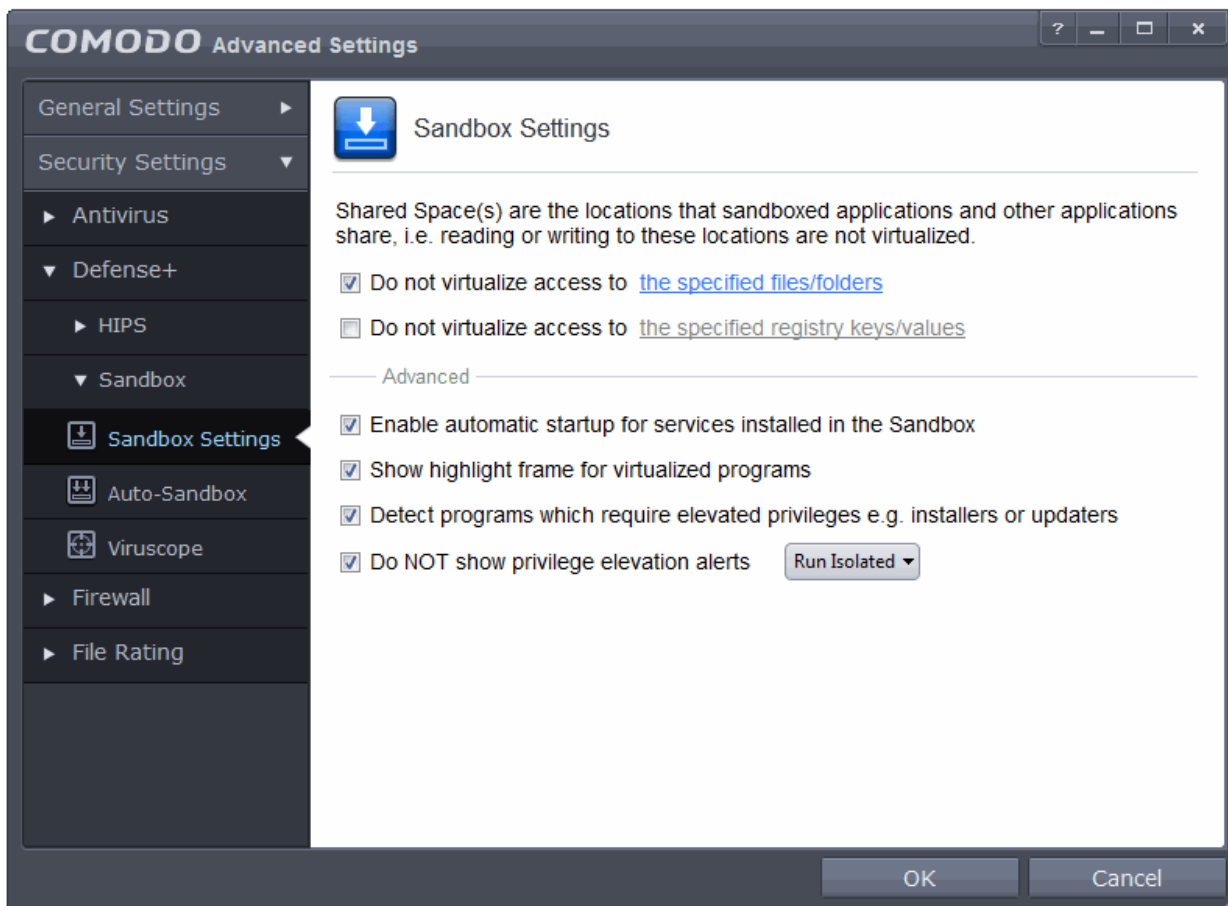 COMODO Advanced Settings
?
General Settings
Security Settings
Antivirus
Defense+
HIPS
Sandbox
Sandbox Settings
Auto-Sandbox
Viruscope
Firewall
File Rating
Sandbox Settings
Shared Space(s) are the locations that sandboxed applications and other applications
share, i.e. reading or writing to these locations are not virtualized.
Do not virtualize access to the specified files/folders
Do not virtualize access to the specified registry keys/values
Advanced
Enable automatic startup for services installed in the Sandbox
Show highlight frame for virtualized programs
Detect programs which require elevated privileges e.g. installers or updaters
Do NOT show privilege elevation alerts Run Isolated
OK Cancel